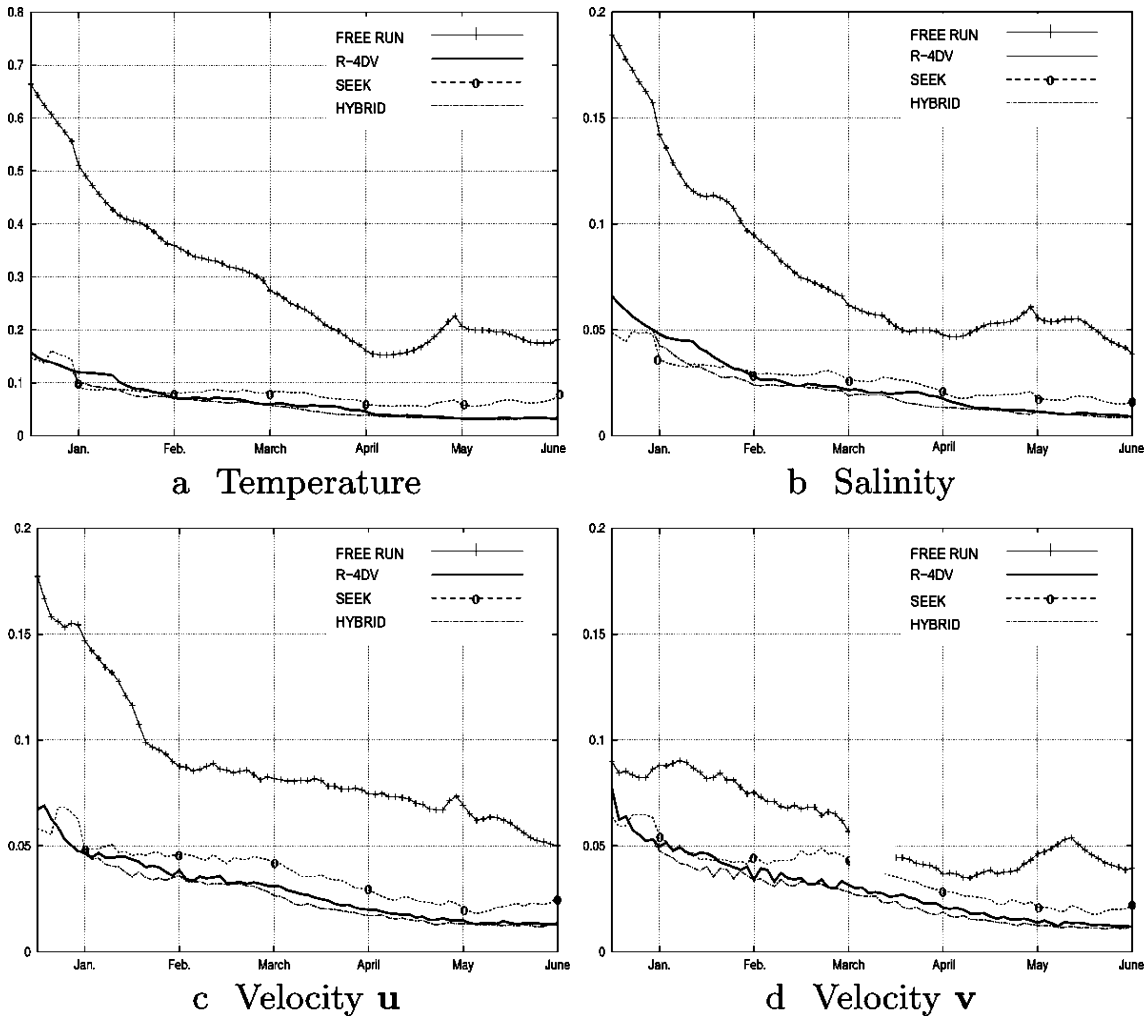 0.8
0.7
0.6
0.5
0.4
0.3
0.2
0.1
0
FREE RUN
R-4DV
SEEK
HYBRID
Jan. Feb. March April May June
a Temperature
0.2
0.15
0.1
0.05
0
FREE RUN
R-4DV
SEEK
HYBRID
Jan. Feb. March April May June
b Salinity
0.2
0.15
0.1
0.05
0
FREE RUN
R-4DV
SEEK
HYBRID
Jan. Feb. March April May June
c Velocity u
0.2
0.15
0.1
0.05
0
FREE RUN
R-4DV
SEEK
HYBRID
Jan. Feb. March April May June
d Velocity v